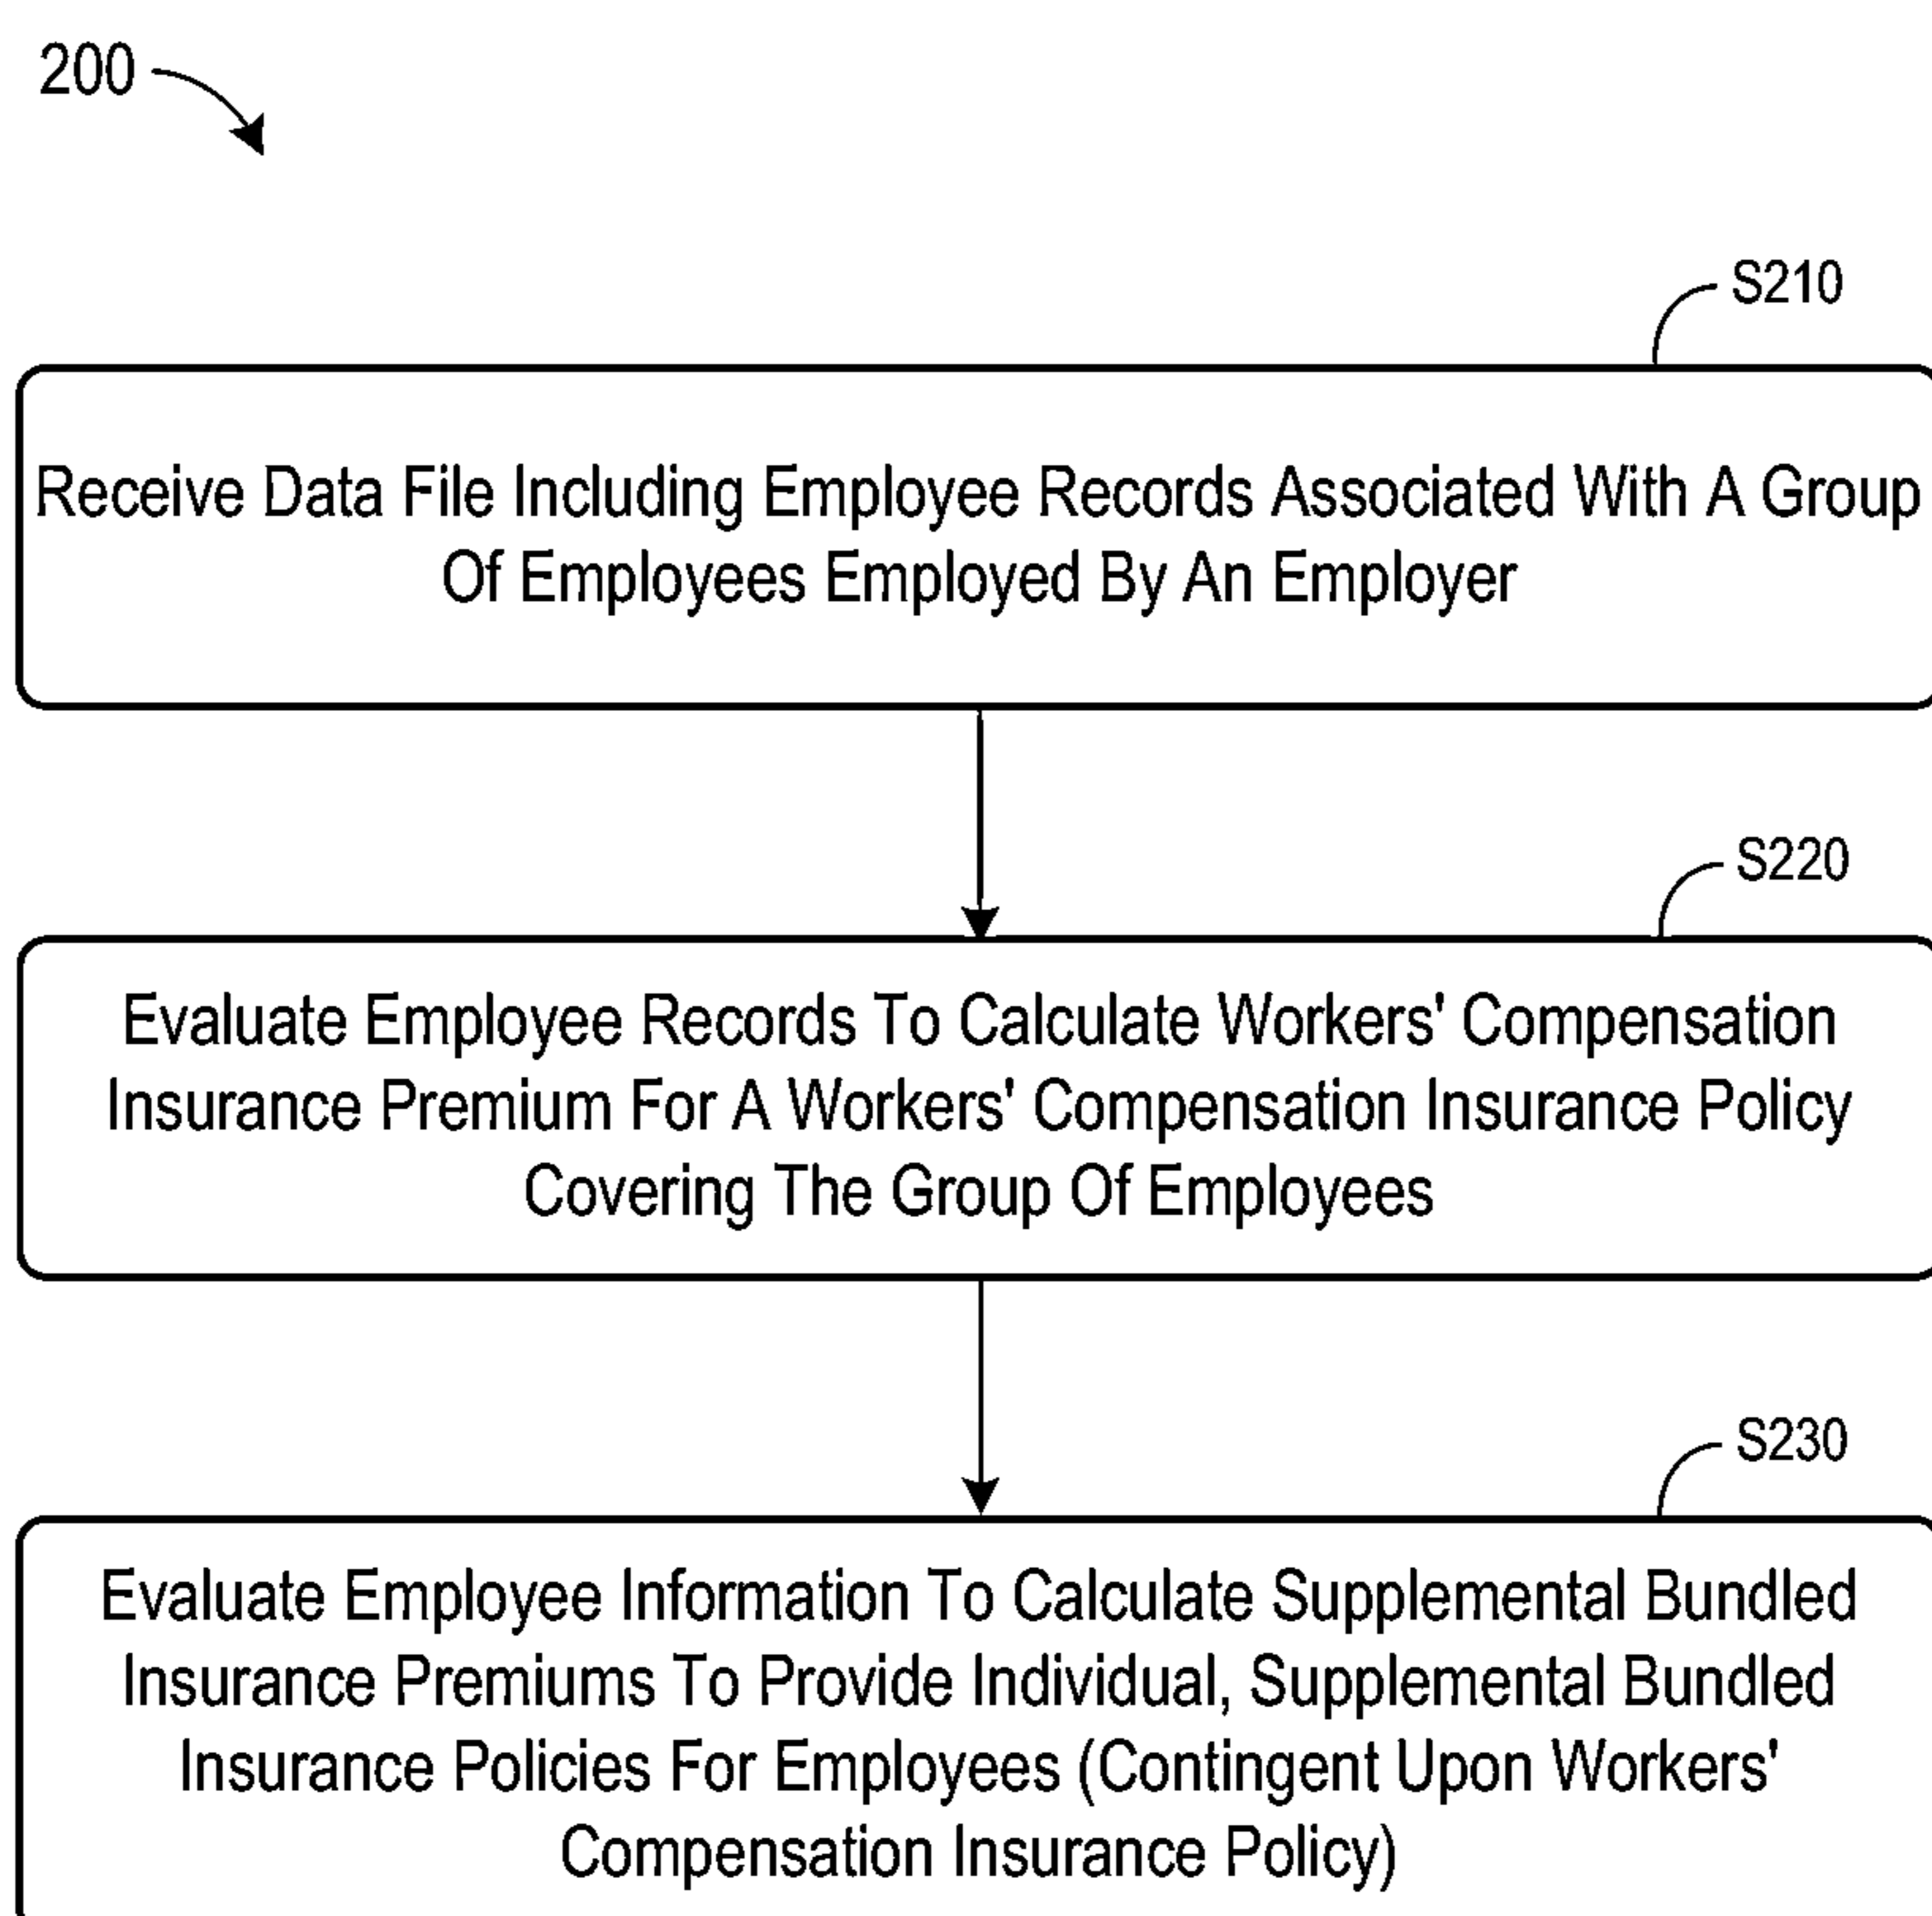 200
S210
Receive Data File Including Employee Records Associated With A Group
Of Employees Employed By An Employer
S220
Evaluate Employee Records To Calculate Workers' Compensation
Insurance Premium For A Workers' Compensation Insurance Policy
Covering The Group Of Employees
S230
Evaluate Employee Information To Calculate Supplemental Bundled
Insurance Premiums To Provide Individual, Supplemental Bundled
Insurance Policies For Employees (Contingent Upon Workers'
Compensation Insurance Policy)